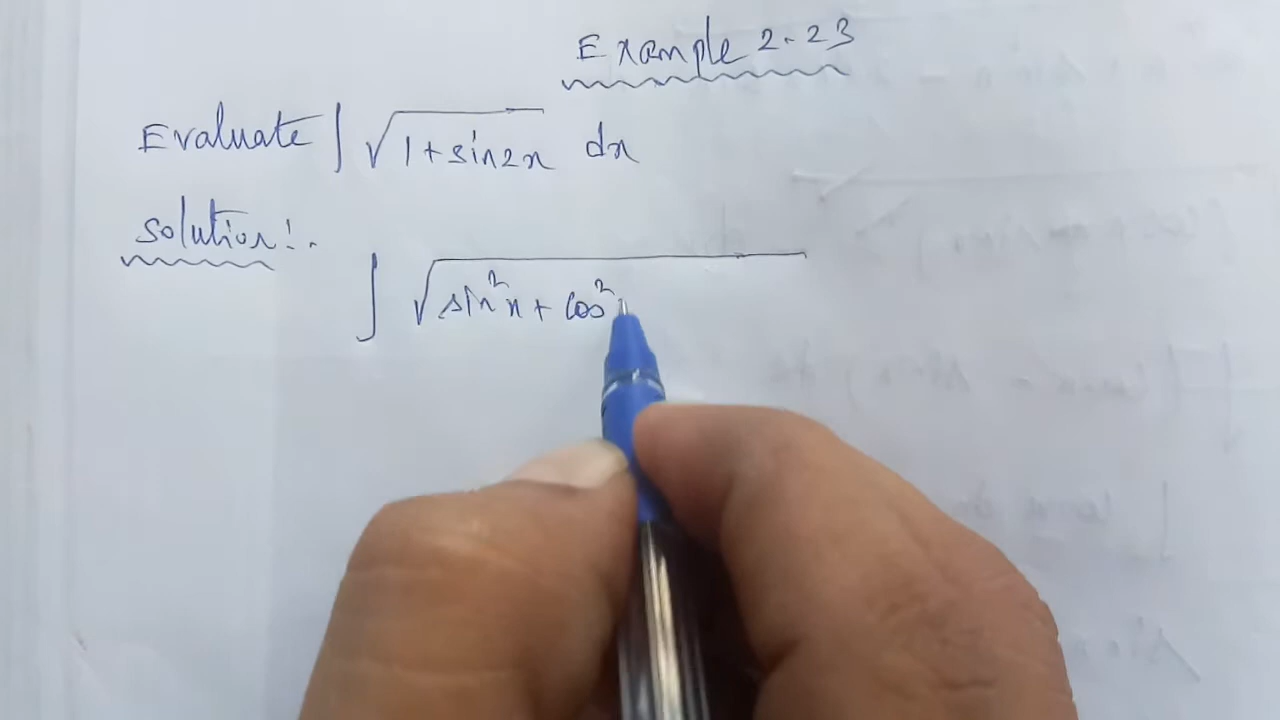 Example 2.23
Evaluate ∫ √1+sin2x dx
solution:.
∫ √sin²x + cos²